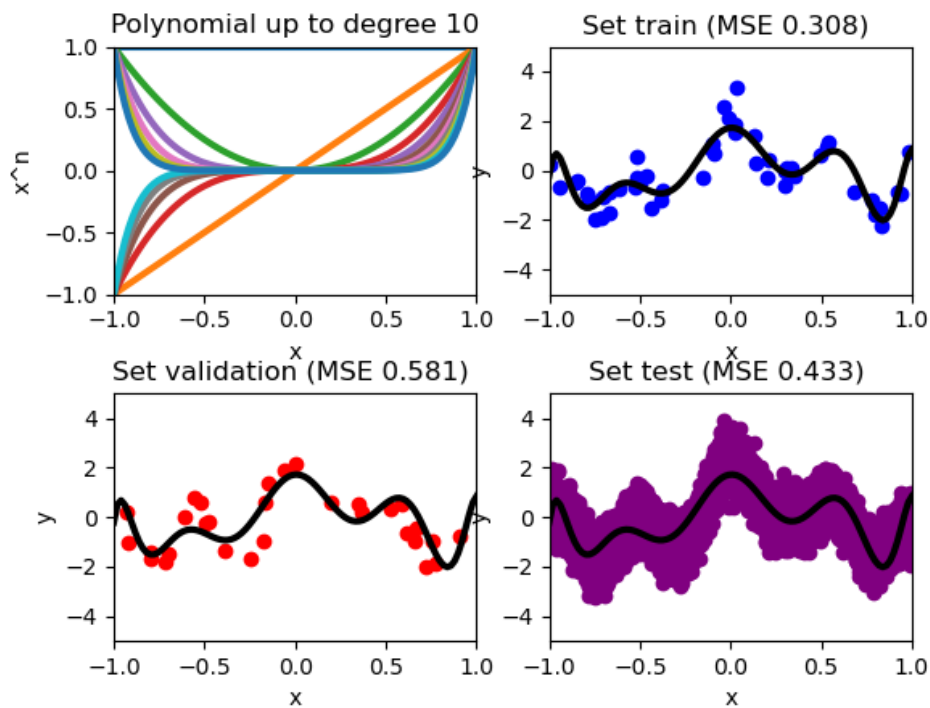 Polynomial up to degree 10
1.0
0.5
0.0
−0.5
−1.0
x^n
−1.0 −0.5 0.0 0.5 1.0
x
Set train (MSE 0.308)
4
2
0
−2
−4
y
−1.0 −0.5 0.0 0.5 1.0
x
Set validation (MSE 0.581)
4
2
0
−2
−4
y
−1.0 −0.5 0.0 0.5 1.0
x
Set test (MSE 0.433)
4
2
0
−2
−4
y
−1.0 −0.5 0.0 0.5 1.0
x